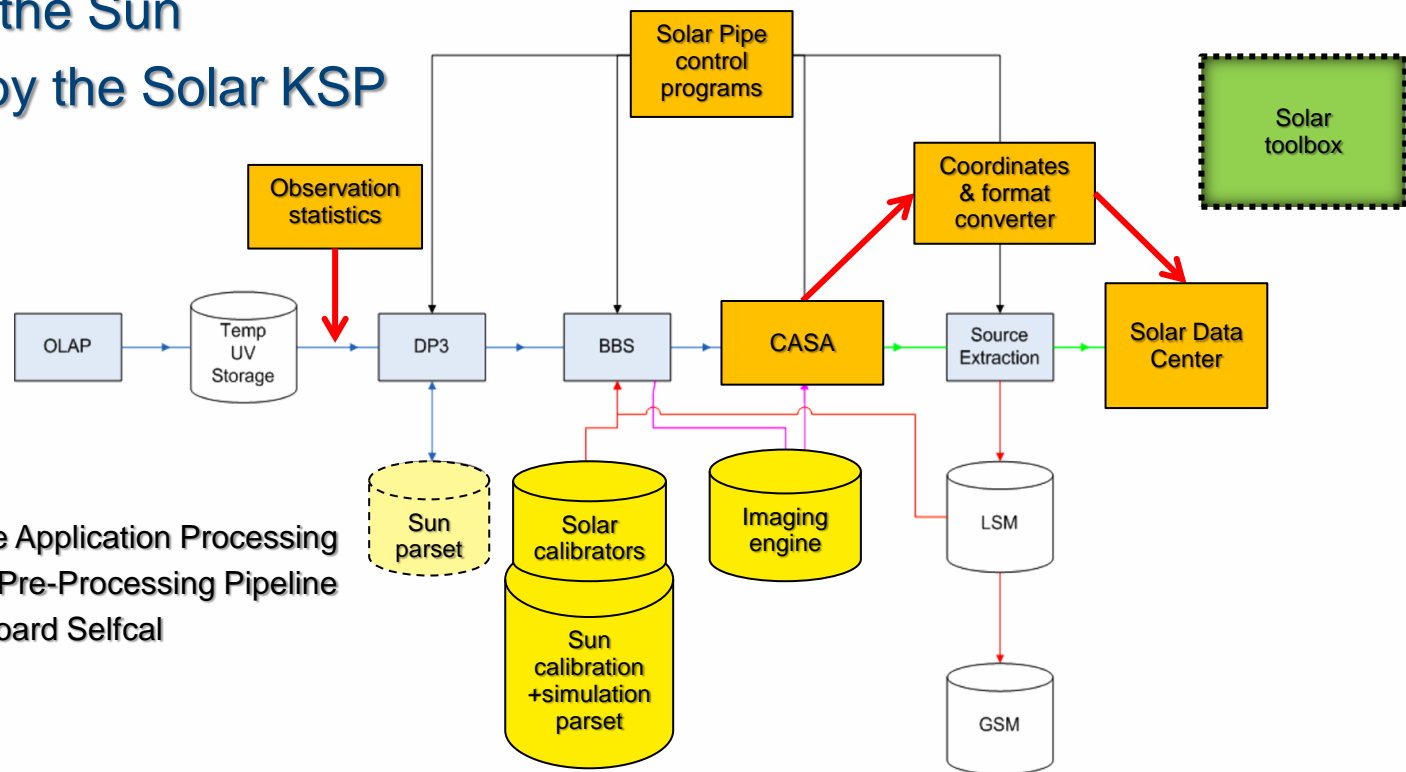 the Sun
by the Solar KSP
Solar Pipe
control
programs
Solar
toolbox
Observation
statistics
Coordinates
& format
converter
OLAP
Temp
UV
Storage
DP3
BBS
CASA
Source
Extraction
Solar Data
Center
Sun
parset
Solar
calibrators
Imaging
engine
LSM
Application Processing
Pre-Processing Pipeline
Selfcal
Sun
calibration
+simulation
parset
GSM